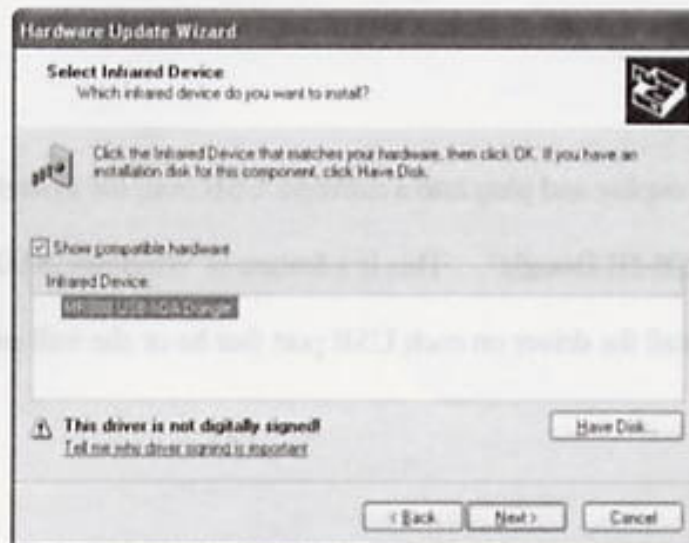 Hardware Update Wizard
Select Infrared Device
Which infrared device do you want to install?
Click the Infrared Device that matches your hardware, then click OK. If you have an
installation disk for this component, click Have Disk.
Show compatible hardware
Infrared Device:
USB IrDA Dongle
This driver is not digitally signed!
Tell me why driver signing is important
Have Disk...
< Back
Next >
Cancel